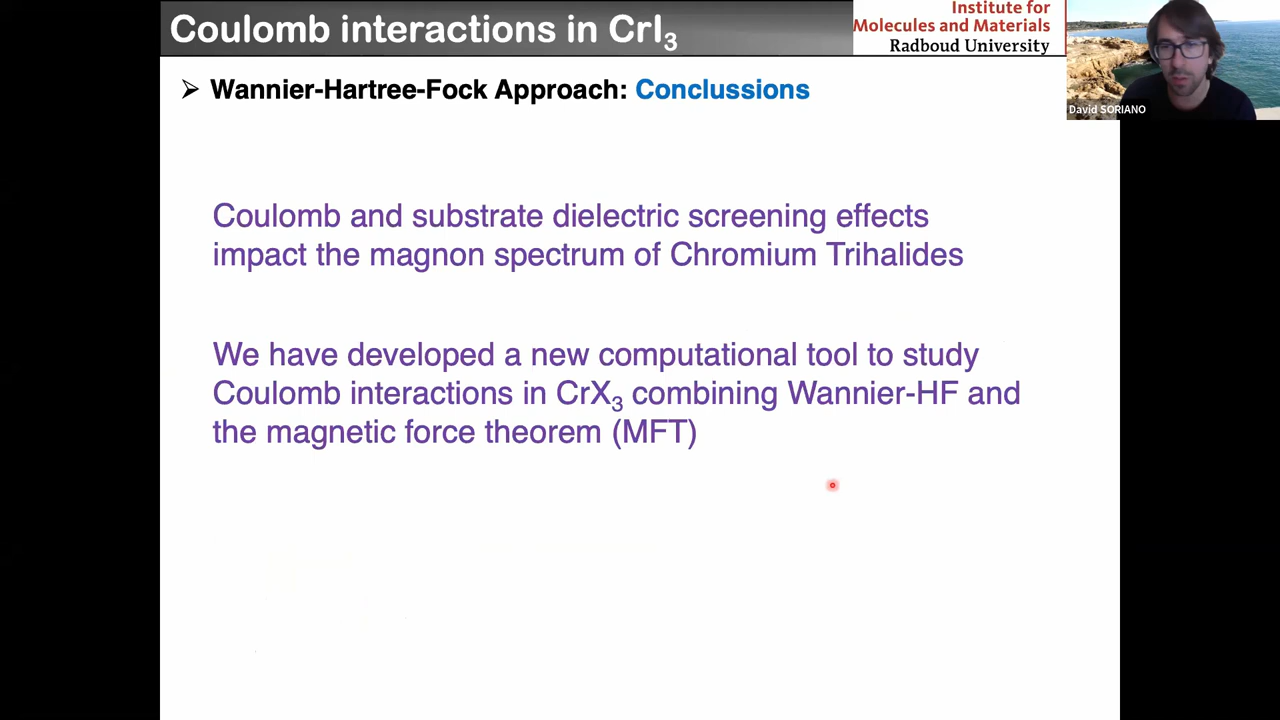 Coulomb interactions in CrI₃
Institute for
Molecules and Materials
Radboud University
David SORIANO
➢ Wannier-Hartree-Fock Approach: Conclussions
Coulomb and substrate dielectric screening effects
impact the magnon spectrum of Chromium Trihalides
We have developed a new computational tool to study
Coulomb interactions in CrX₃ combining Wannier-HF and
the magnetic force theorem (MFT)